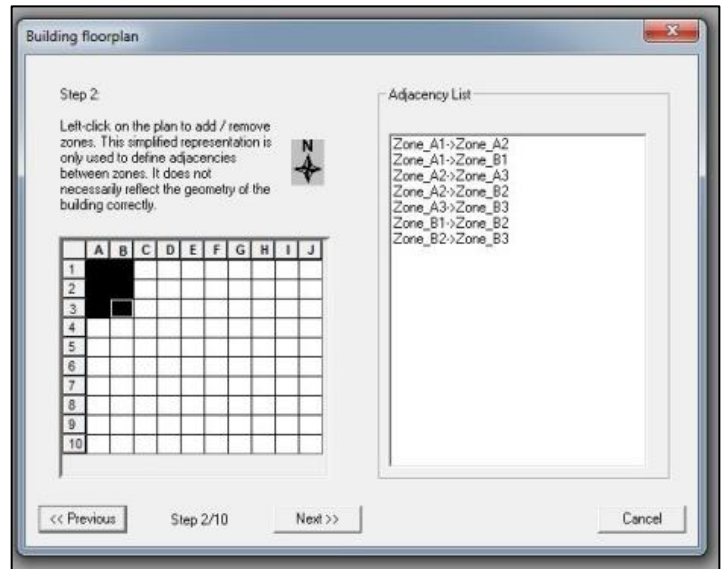 Building floorplan
Step 2:
Left-click on the plan to add / remove
zones. This simplified representation is
only used to define adjacencies
between zones. It does not
necessarily reflect the geometry of the
building correctly.
N
A B C D E F G H I J
1
2
3
4
5
6
7
8
9
10
Adjacency List
Zone_A1->Zone_A2
Zone_A1->Zone_B1
Zone_A2->Zone_A3
Zone_A2->Zone_B2
Zone_A3->Zone_B3
Zone_B1->Zone_B2
Zone_B2->Zone_B3
<< Previous
Step 2/10
Next >>
Cancel